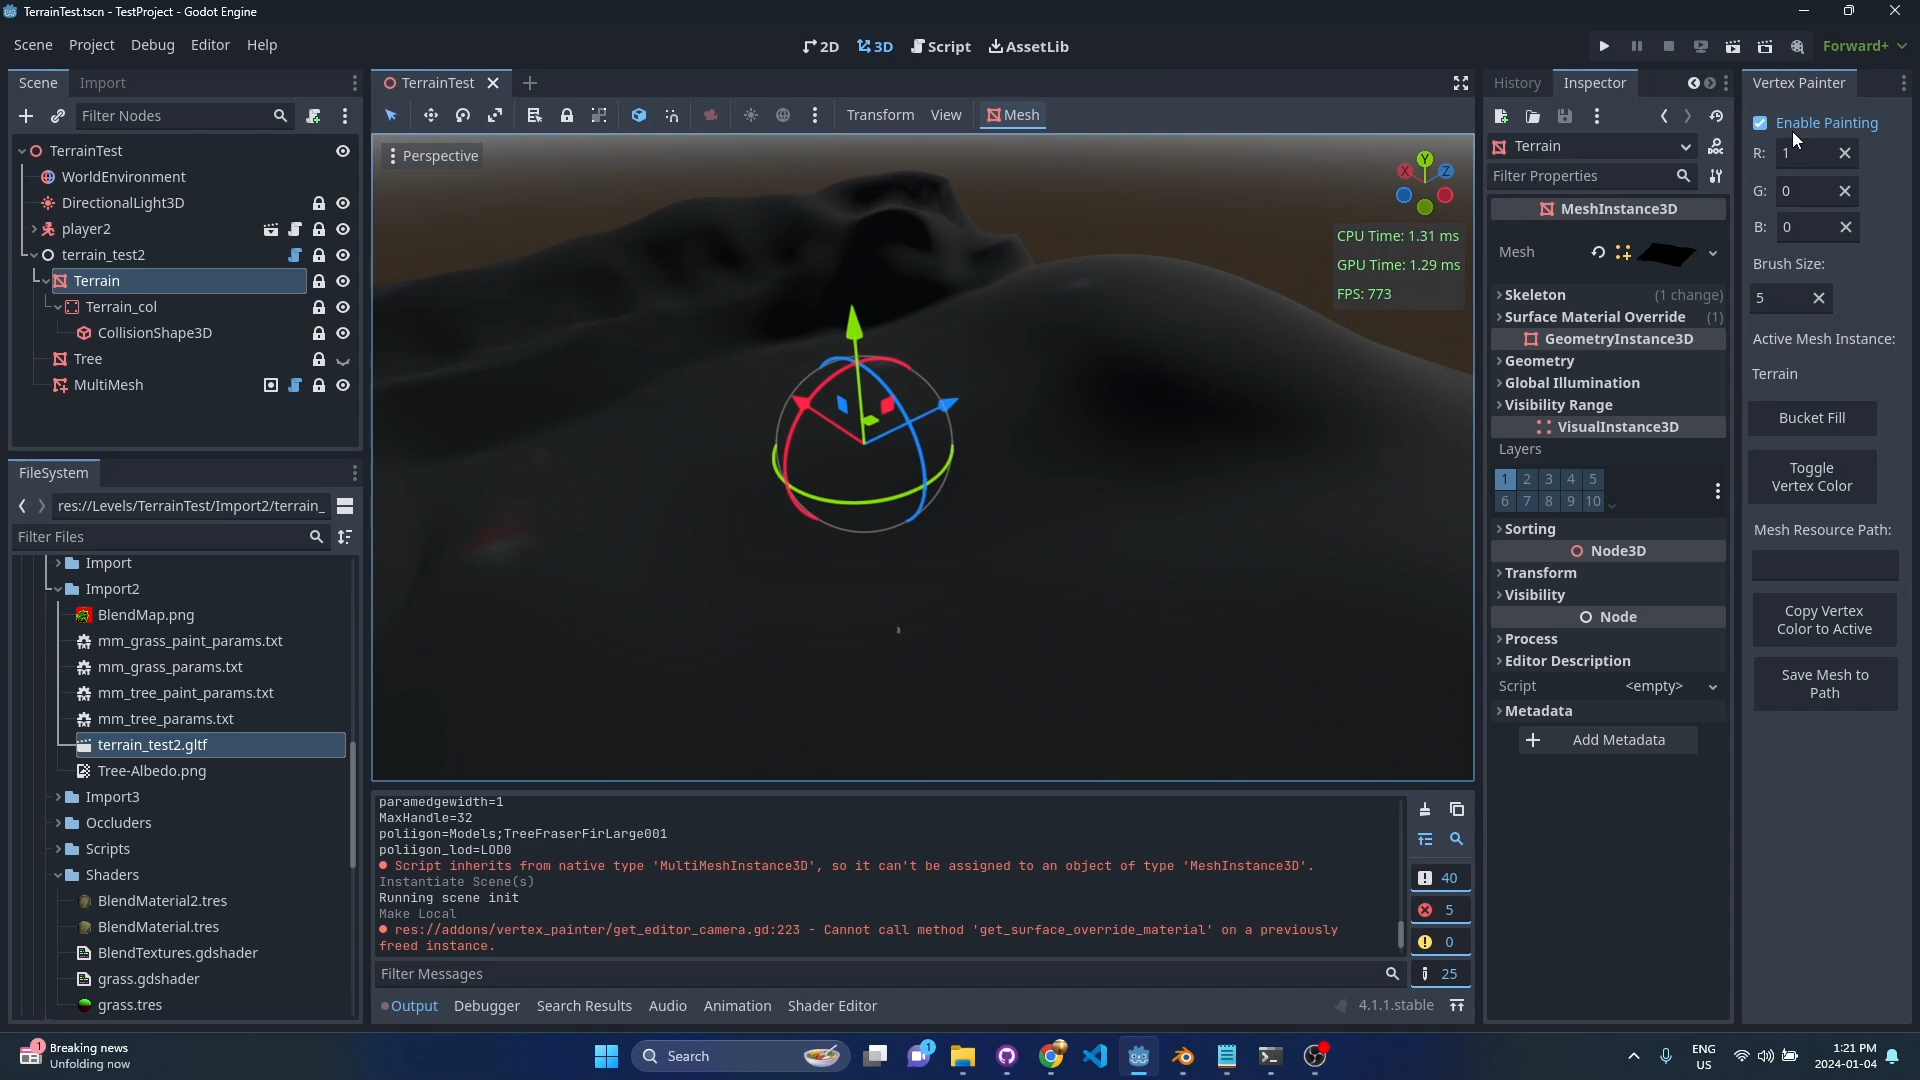 TerrainTest.tscn - TestProject - Godot Engine
Scene Project Debug Editor Help
2D 3D Script AssetLib
Forward+
Scene Import
Filter Nodes
TerrainTest
WorldEnvironment
DirectionalLight3D
player2
terrain_test2
Terrain
Terrain_col
CollisionShape3D
Tree
MultiMesh
FileSystem
res://Levels/TerrainTest/Import2/terrain_
Filter Files
Import
Import2
BlendMap.png
mm_grass_paint_params.txt
mm_grass_params.txt
mm_tree_paint_params.txt
mm_tree_params.txt
terrain_test2.gltf
Tree-Albedo.png
Import3
Occluders
Scripts
Shaders
BlendMaterial2.tres
BlendMaterial.tres
BlendTextures.gdshader
grass.gdshader
grass.tres
TerrainTest
Transform View Mesh
Perspective
X Y Z
CPU Time: 1.31 ms
GPU Time: 1.29 ms
FPS: 773
paramedgewidth=1
MaxHandle=32
poliigon=Models;TreeFraserFirLarge001
poliigon_lod=LOD0
Script inherits from native type 'MultiMeshInstance3D', so it can't be assigned to an object of type 'MeshInstance3D'.
Instantiate Scene(s)
Running scene init
Make Local
res://addons/vertex_painter/get_editor_camera.gd:223 - Cannot call method 'get_surface_override_material' on a previously
freed instance.
40
5
0
25
Filter Messages
Output Debugger Search Results Audio Animation Shader Editor
4.1.1.stable
History Inspector
Terrain
Filter Properties
MeshInstance3D
Mesh
Skeleton (1 change)
Surface Material Override (1)
GeometryInstance3D
Geometry
Global Illumination
Visibility Range
VisualInstance3D
Layers
1 2 3 4 5
6 7 8 9 10
Sorting
Node3D
Transform
Visibility
Node
Process
Editor Description
Script <empty>
Metadata
Add Metadata
Vertex Painter
Enable Painting
R: 1
G: 0
B: 0
Brush Size:
5
Active Mesh Instance:
Terrain
Bucket Fill
Toggle
Vertex Color
Mesh Resource Path:
Copy Vertex
Color to Active
Save Mesh to
Path
1
Breaking news
Unfolding now
Search
1
ENG
US
1:21 PM
2024-01-04